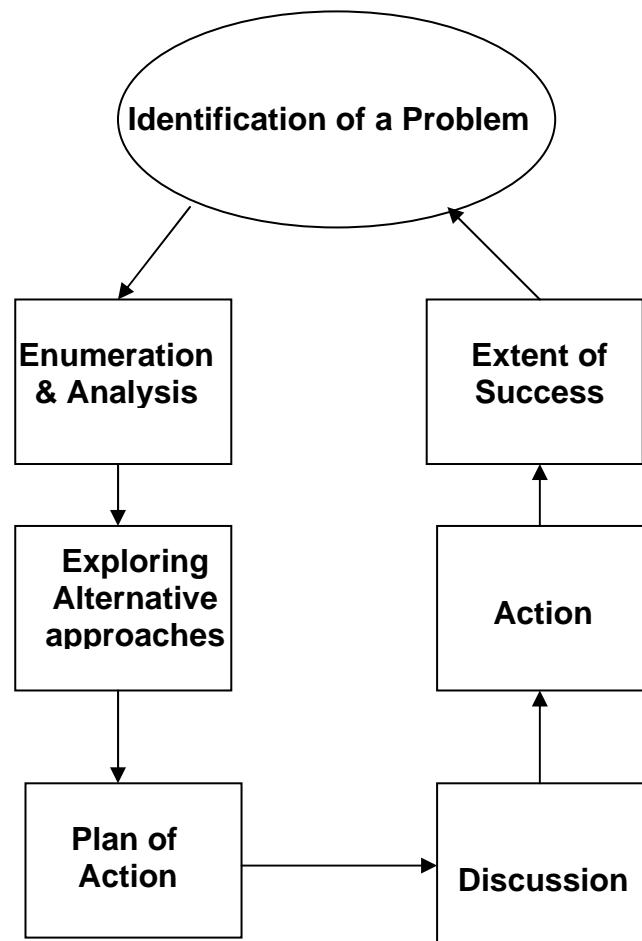 Identification of a Problem
Enumeration
& Analysis
Exploring
Alternative
approaches
Plan of
Action
Discussion
Action
Extent of
Success